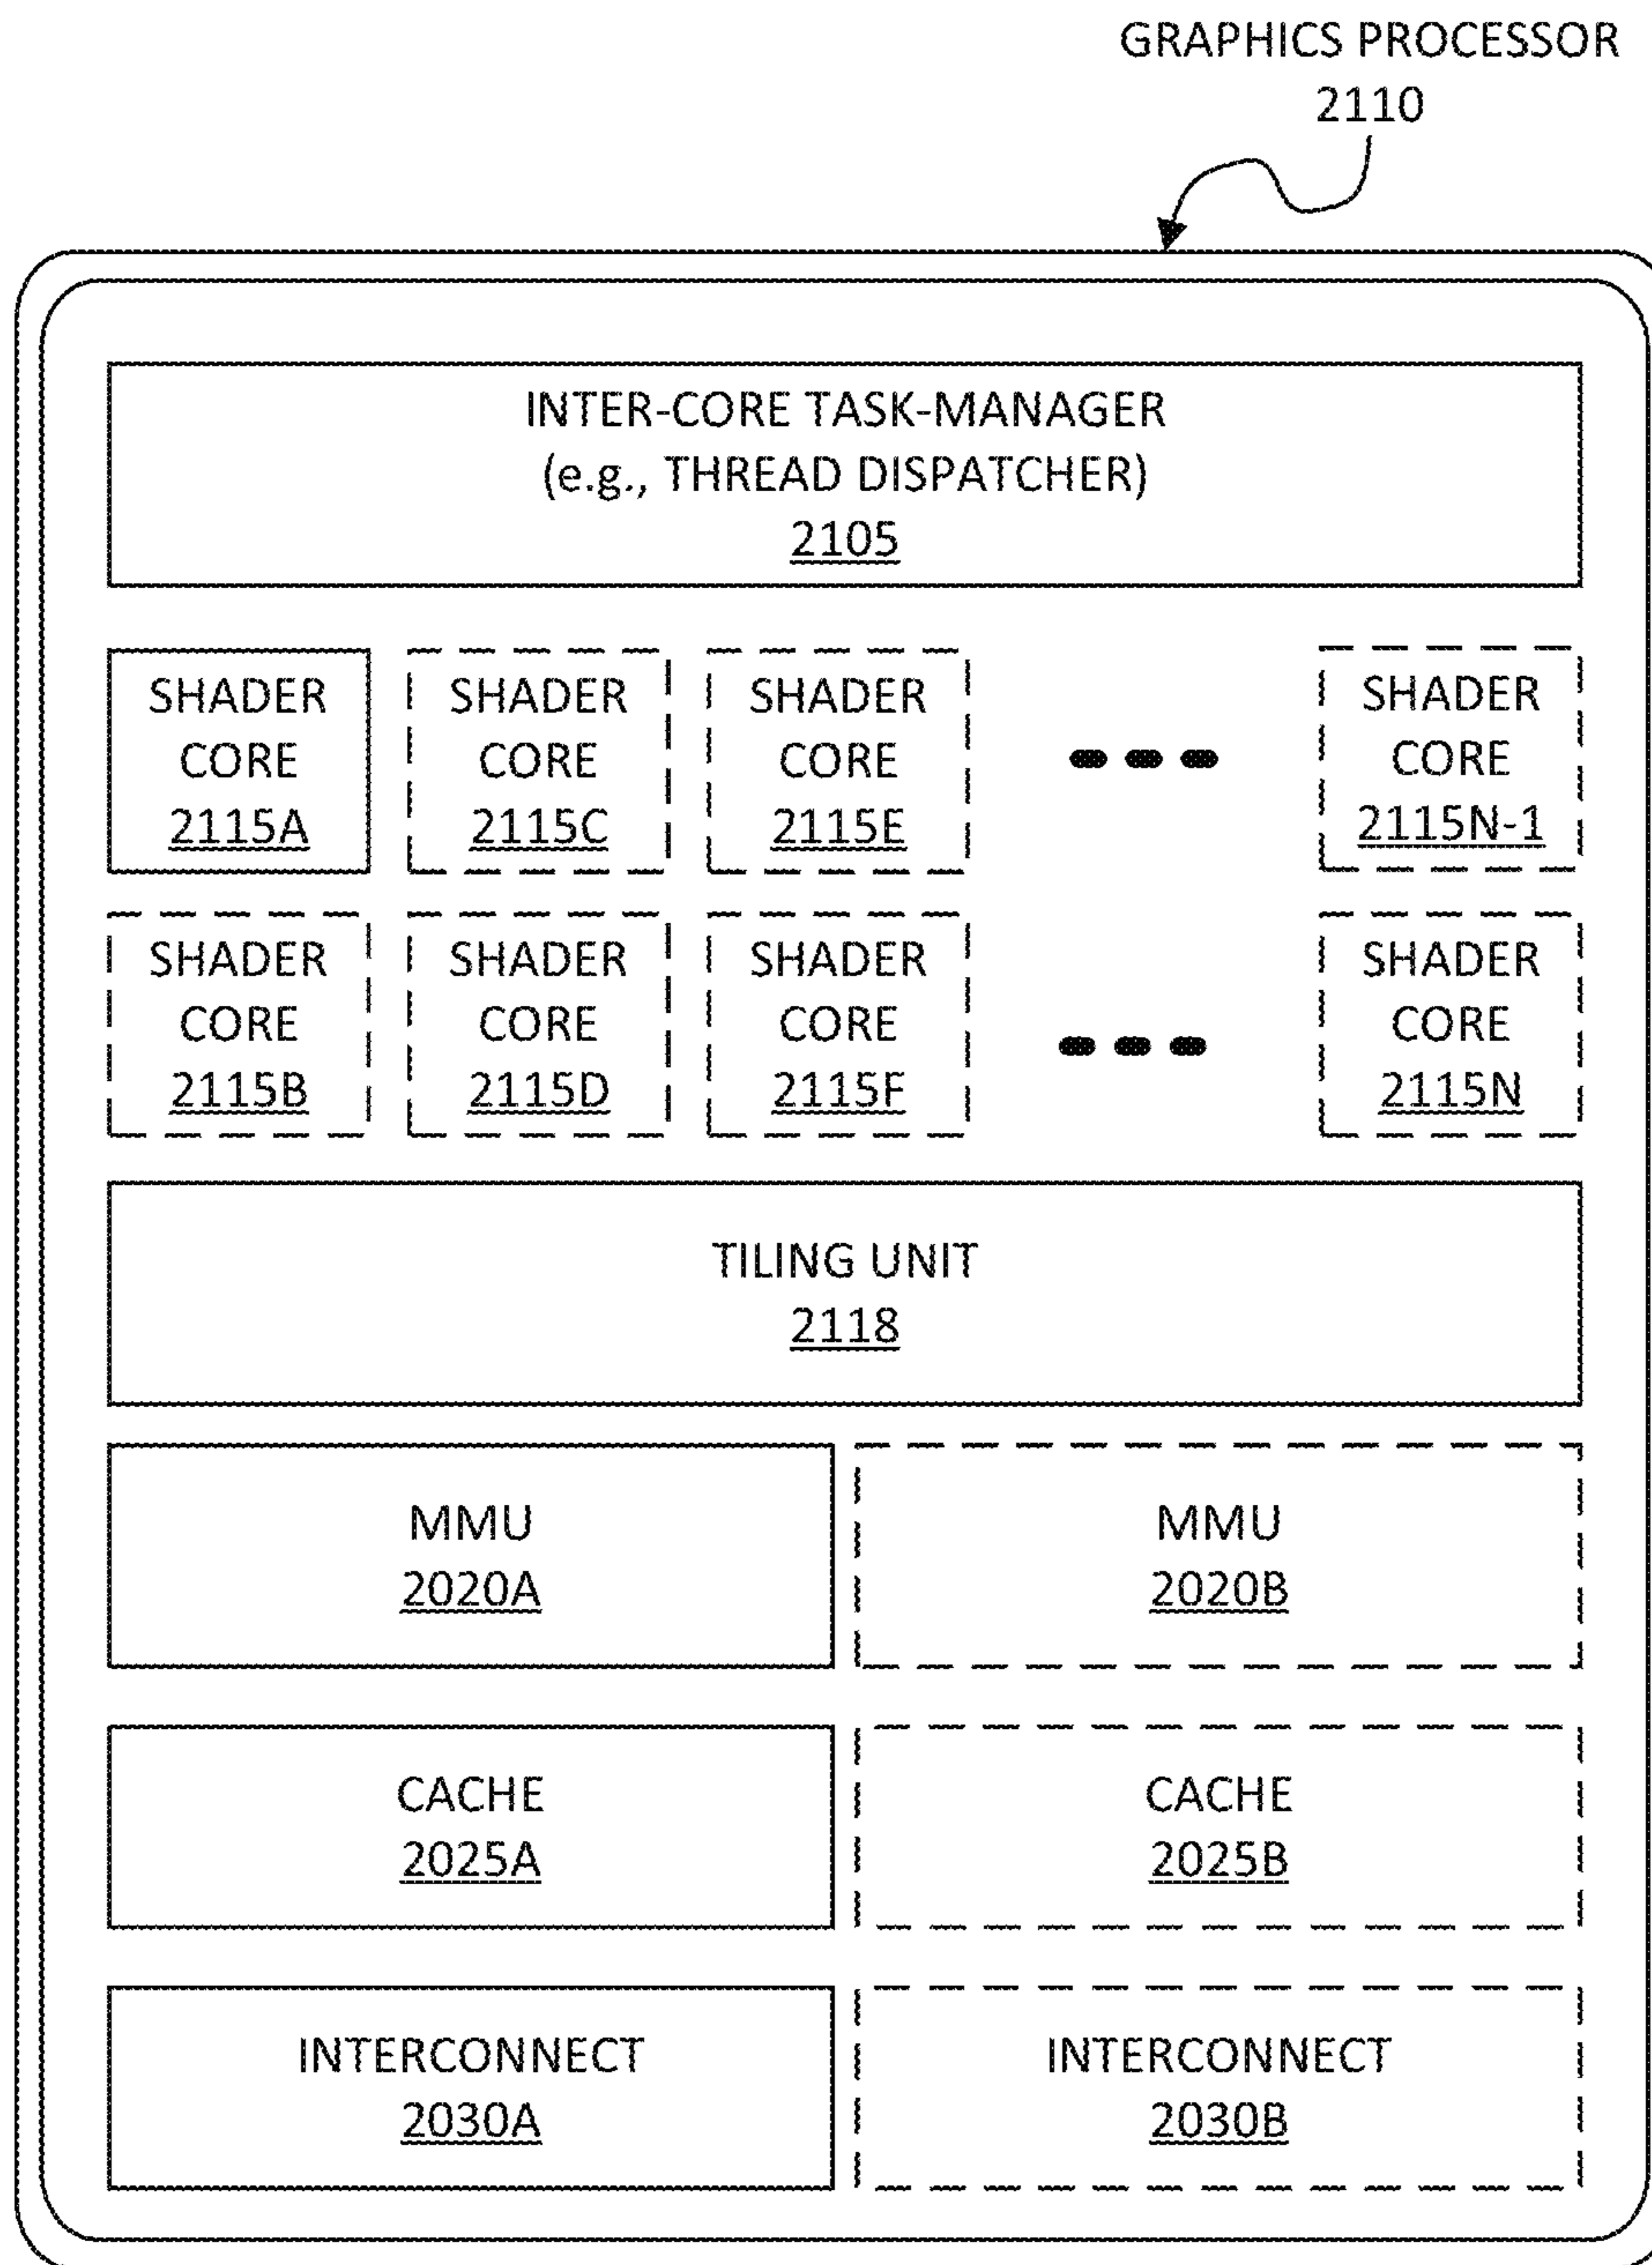 GRAPHICS PROCESSOR
2110
INTER-CORE TASK-MANAGER
(e.g., THREAD DISPATCHER)
2105
SHADER
CORE
2115A
SHADER
CORE
2115C
SHADER
CORE
2115E
SHADER
CORE
2115N-1
SHADER
CORE
2115B
SHADER
CORE
2115D
SHADER
CORE
2115F
SHADER
CORE
2115N
TILING UNIT
2118
MMU
2020A
MMU
2020B
CACHE
2025A
CACHE
2025B
INTERCONNECT
2030A
INTERCONNECT
2030B